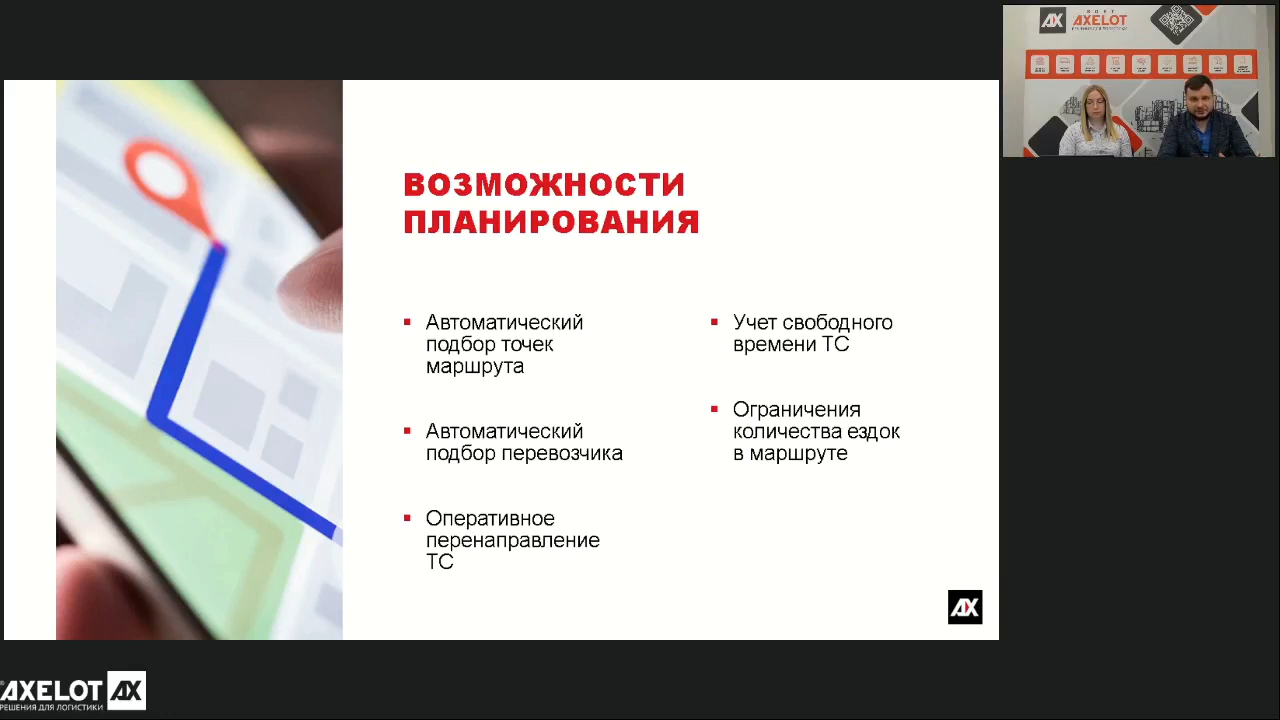 AXELOT
ВОЗМОЖНОСТИ
ПЛАНИРОВАНИЯ
Автоматический
подбор точек
маршрута
Автоматический
подбор перевозчика
Оперативное
перенаправление
ТС
Учет свободного
времени ТС
Ограничения
количества ездок
в маршруте
AX
AXELOT AX
РЕШЕНИЯ ДЛЯ ЛОГИСТИКИ